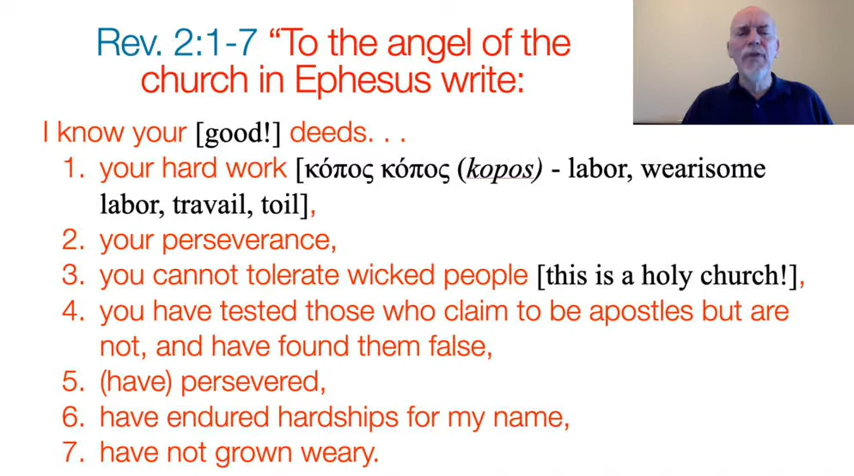 Rev. 2:1-7 “To the angel of the
church in Ephesus write:
I know your [good!] deeds. . .
1. your hard work [κόπος κόπος (kopos) - labor, wearisome
labor, travail, toil],
2. your perseverance,
3. you cannot tolerate wicked people [this is a holy church!],
4. you have tested those who claim to be apostles but are
not, and have found them false,
5. (have) persevered,
6. have endured hardships for my name,
7. have not grown weary.